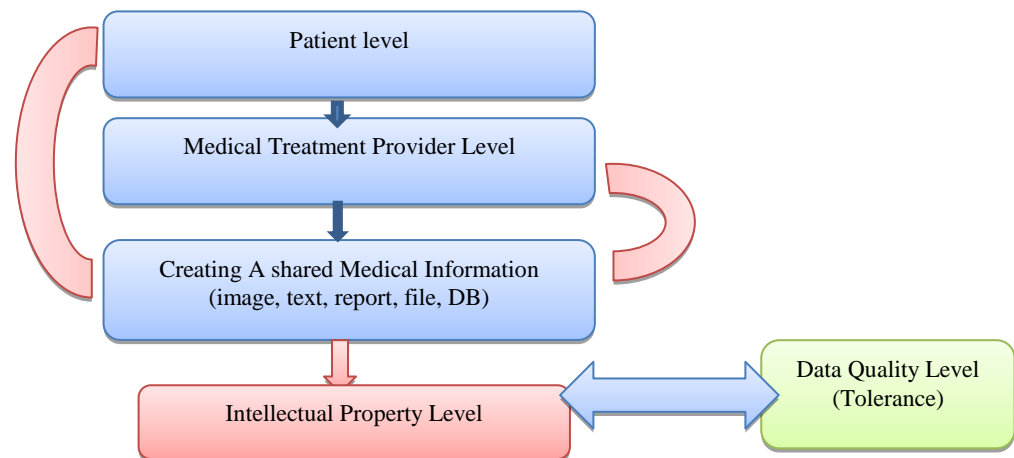 Patient level
Medical Treatment Provider Level
Creating A shared Medical Information
(image, text, report, file, DB)
Intellectual Property Level
Data Quality Level
(Tolerance)